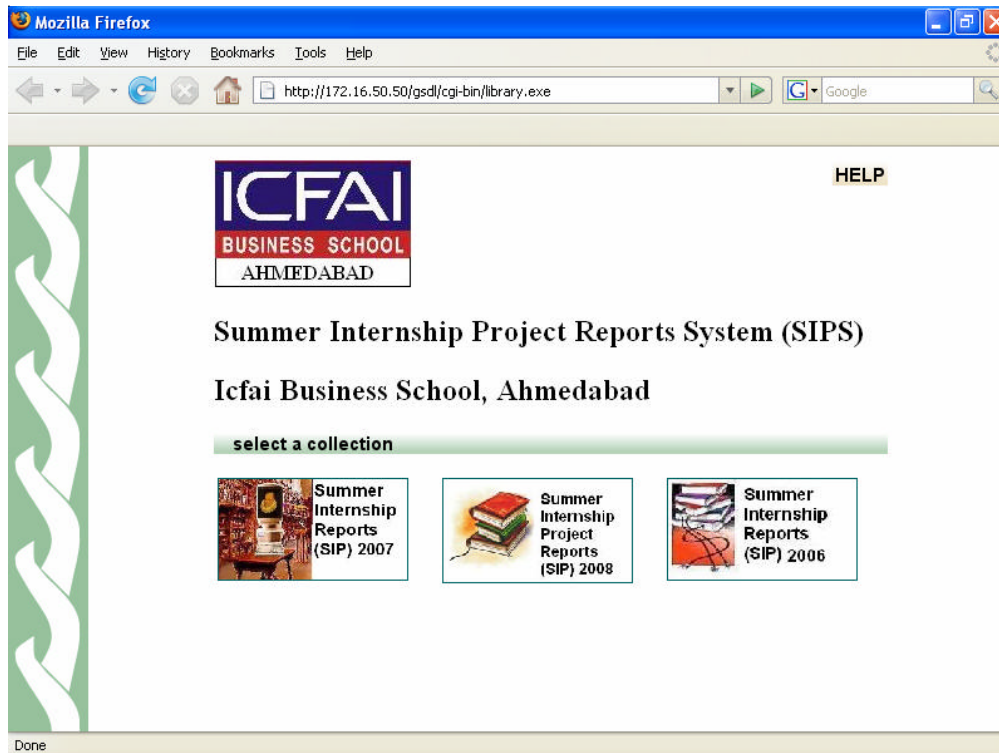 Mozilla Firefox
File Edit View History Bookmarks Tools Help
http://172.16.50.50/gsdl/cgi-bin/library.exe
G Google
HELP
ICFAI
BUSINESS SCHOOL
AHMEDABAD
Summer Internship Project Reports System (SIPS)
Icfai Business School, Ahmedabad
select a collection
Summer
Internship
Reports
(SIP) 2007
Summer
Internship
Project
Reports
(SIP) 2008
Summer
Internship
Reports
(SIP) 2006
Done